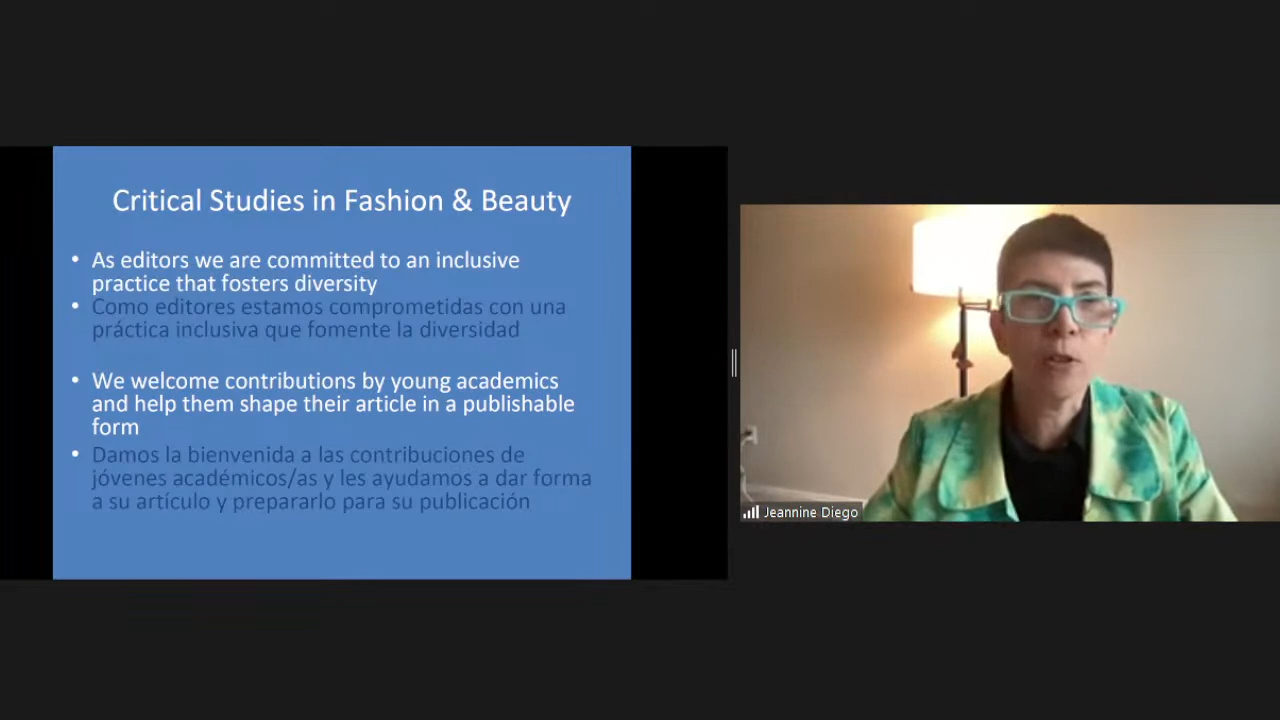 Critical Studies in Fashion & Beauty
• As editors we are committed to an inclusive
practice that fosters diversity
• Como editores estamos comprometidas con una
práctica inclusiva que fomente la diversidad
• We welcome contributions by young academics
and help them shape their article in a publishable
form
• Damos la bienvenida a las contribuciones de
jóvenes académicos/as y les ayudamos a dar forma
a su artículo y prepararlo para su publicación
Jeannine Diego